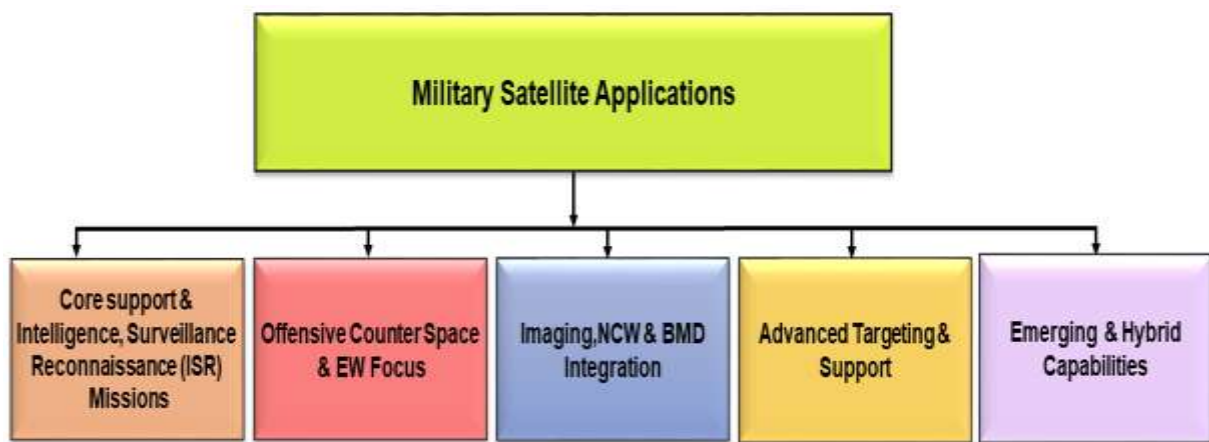 Military Satellite Applications
Core support &
Intelligence, Surveillance
Reconnaissance (ISR)
Missions
Offensive Counter Space
& EW Focus
Imaging,NCW & BMD
Integration
Advanced Targeting &
Support
Emerging & Hybrid
Capabilities